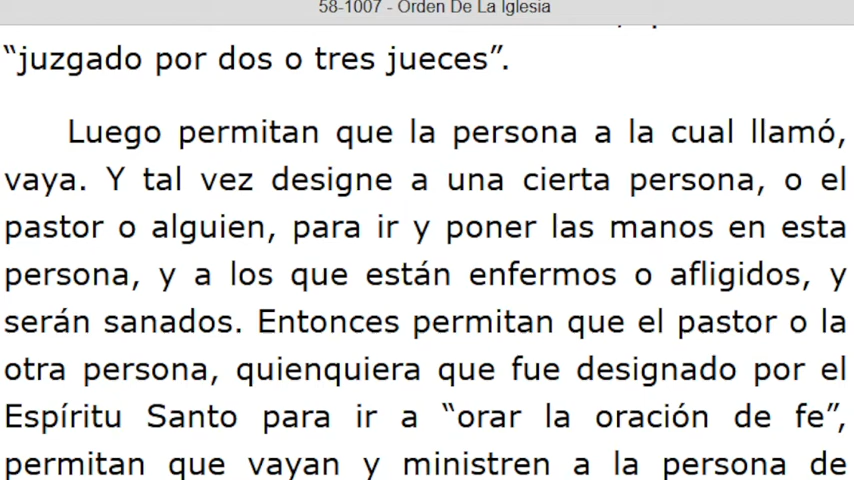 58-1007 - Orden De La Iglesia
“juzgado por dos o tres jueces”.
Luego permitan que la persona a la cual llamó,
vaya. Y tal vez designe a una cierta persona, o el
pastor o alguien, para ir y poner las manos en esta
persona, y a los que están enfermos o afligidos, y
serán sanados. Entonces permitan que el pastor o la
otra persona, quienquiera que fue designado por el
Espíritu Santo para ir a “orar la oración de fe”,
permitan que vayan y ministren a la persona de